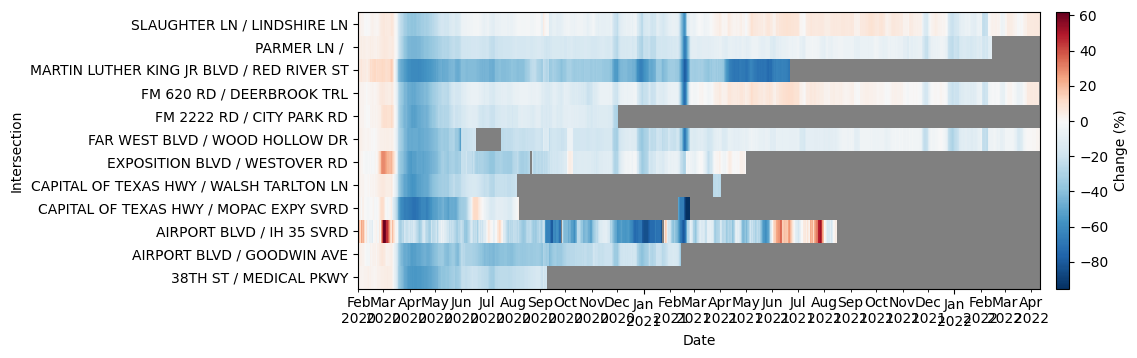 SLAUGHTER LN / LINDSHIRE LN
PARMER LN /
MARTIN LUTHER KING JR BLVD / RED RIVER ST
FM 620 RD / DEERBROOK TRL
FM 2222 RD / CITY PARK RD
FAR WEST BLVD / WOOD HOLLOW DR
EXPOSITION BLVD / WESTOVER RD
CAPITAL OF TEXAS HWY / WALSH TARLTON LN
CAPITAL OF TEXAS HWY / MOPAC EXPY SVRD
AIRPORT BLVD / IH 35 SVRD
AIRPORT BLVD / GOODWIN AVE
38TH ST / MEDICAL PKWY
Intersection
Feb Mar Apr May Jun Jul Aug Sep Oct Nov Dec Jan Feb Mar Apr May Jun Jul Aug Sep Oct Nov Dec Jan Feb Mar Apr
2020 2020 2020 2020 2020 2020 2020 2020 2020 2020 2020 2021 2021 2021 2021 2021 2021 2021 2021 2021 2021 2021 2021 2022 2022 2022 2022
Date
60
40
20
0
−20
−40
−60
−80
Change (%)